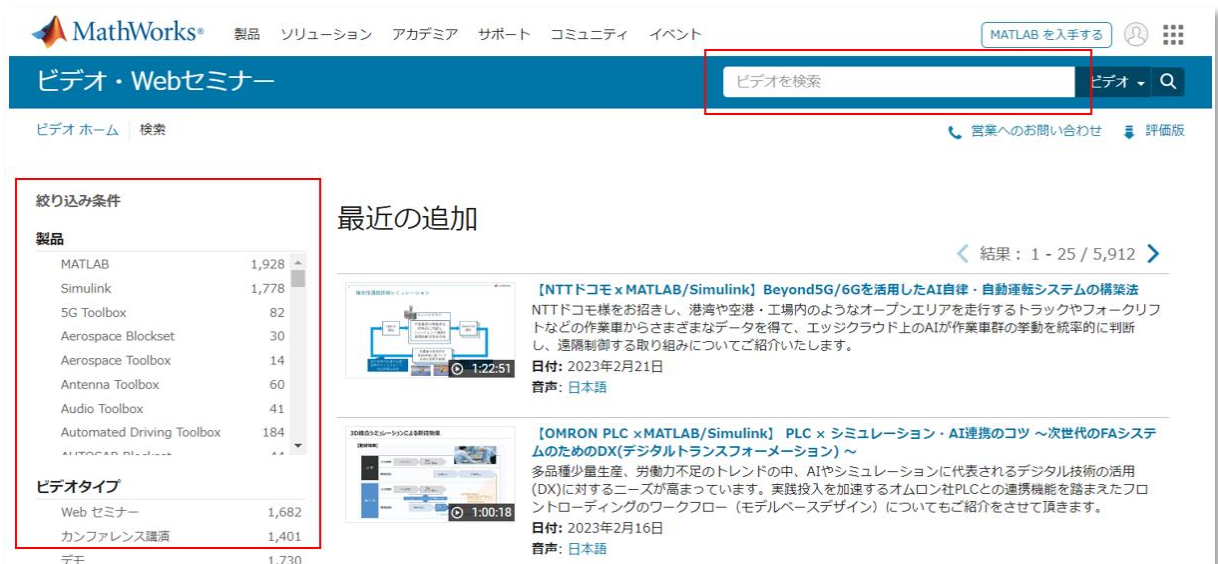 MathWorks®
製品 ソリューション アカデミア サポート コミュニティ イベント
MATLAB を入手する
ビデオ・Webセミナー
ビデオを検索
ビデオ
ビデオ ホーム 検索
営業へのお問い合わせ 評価版
絞り込み条件
製品
MATLAB 1,928
Simulink 1,778
5G Toolbox 82
Aerospace Blockset 30
Aerospace Toolbox 14
Antenna Toolbox 60
Audio Toolbox 41
Automated Driving Toolbox 184
AUTOSAR Blockset 44
ビデオタイプ
Web セミナー 1,682
カンファレンス講演 1,401
デモ 1,730
最近の追加
結果： 1 - 25 / 5,912
1:22:51
【NTTドコモ x MATLAB/Simulink】Beyond5G/6Gを活用したAI自律・自動運転システムの構築法
NTTドコモ様をお招きし、港湾や空港・工場内のようなオープンエリアを走行するトラックやフォークリフ
トなどの作業車からさまざまなデータを得て、エッジクラウド上のAIが作業車群の挙動を統率的に判断
し、遠隔制御する取り組みについてご紹介いたします。
日付: 2023年2月21日
音声: 日本語
1:00:18
【OMRON PLC ×MATLAB/Simulink】 PLC × シミュレーション・AI連携のコツ ～次世代のFAシステ
ムのためのDX(デジタルトランスフォーメーション) ～
多品種少量生産、労働力不足のトレンドの中、AIやシミュレーションに代表されるデジタル技術の活用
(DX)に対するニーズが高まっています。実践投入を加速するオムロン社PLCとの連携機能を踏まえたフロ
ントローディングのワークフロー（モデルベースデザイン）についてもご紹介をさせて頂きます。
日付: 2023年2月16日
音声: 日本語